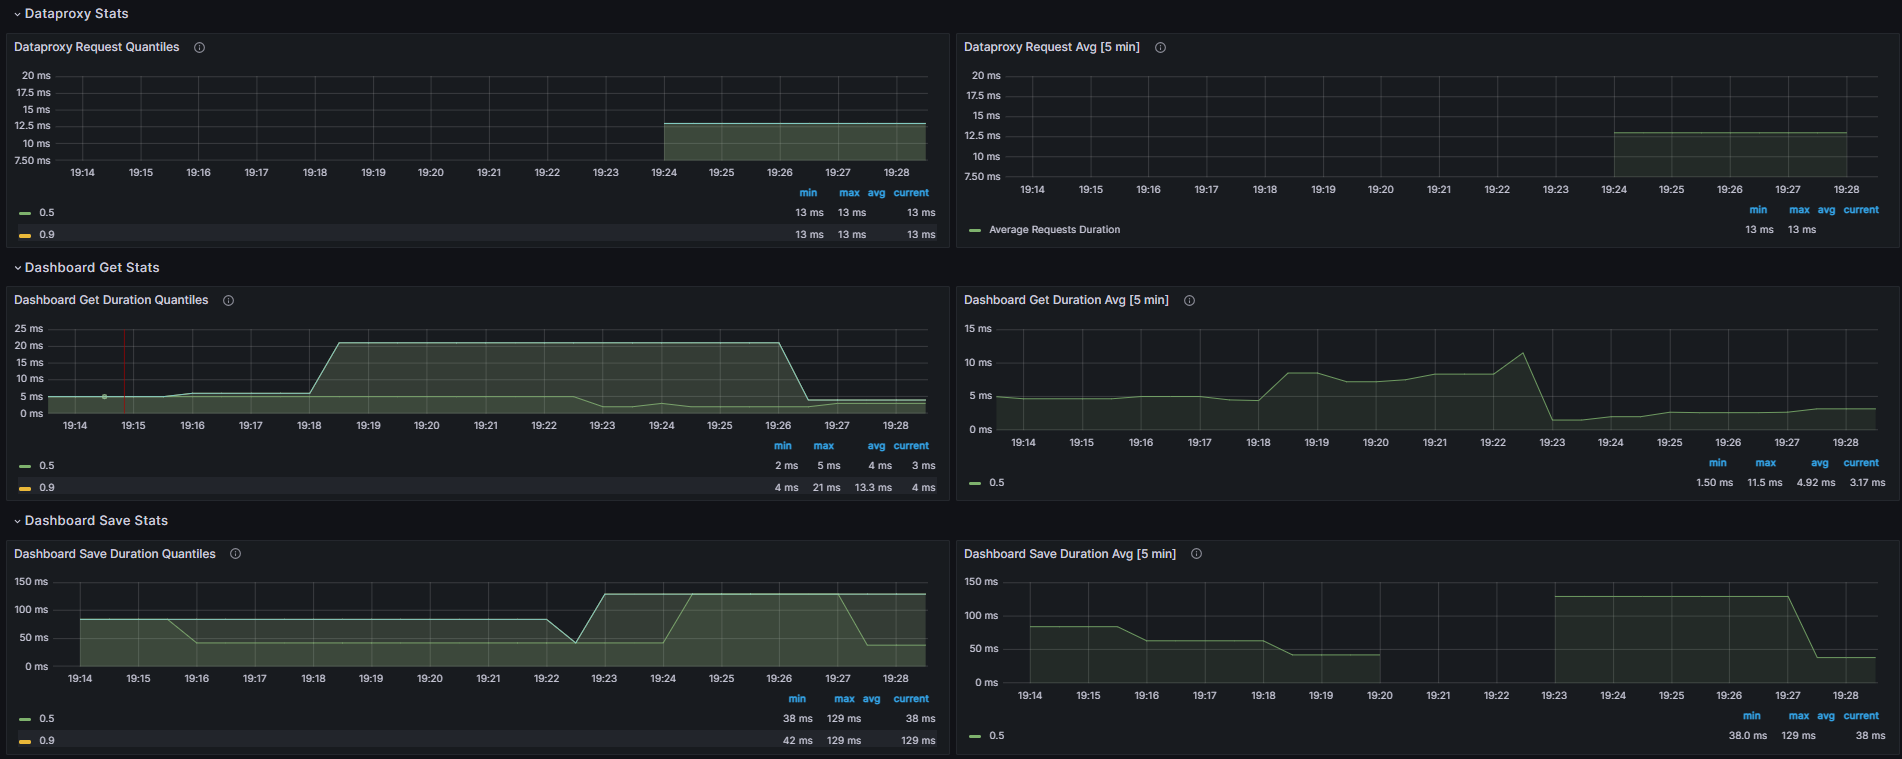 Dataproxy Stats
Dataproxy Request Quantiles
20 ms
17.5 ms
15 ms
12.5 ms
10 ms
7.50 ms
19:14 19:15 19:16 19:17 19:18 19:19 19:20 19:21 19:22 19:23 19:24 19:25 19:26 19:27 19:28
min max avg current
0.5 13 ms 13 ms 13 ms
0.9 13 ms 13 ms 13 ms
Dataproxy Request Avg [5 min]
20 ms
17.5 ms
15 ms
12.5 ms
10 ms
7.50 ms
19:14 19:15 19:16 19:17 19:18 19:19 19:20 19:21 19:22 19:23 19:24 19:25 19:26 19:27 19:28
min max avg current
Average Requests Duration 13 ms 13 ms
Dashboard Get Stats
Dashboard Get Duration Quantiles
25 ms
20 ms
15 ms
10 ms
5 ms
0 ms
19:14 19:15 19:16 19:17 19:18 19:19 19:20 19:21 19:22 19:23 19:24 19:25 19:26 19:27 19:28
min max avg current
0.5 2 ms 5 ms 4 ms 3 ms
0.9 4 ms 21 ms 13.3 ms 4 ms
Dashboard Get Duration Avg [5 min]
15 ms
10 ms
5 ms
0 ms
19:14 19:15 19:16 19:17 19:18 19:19 19:20 19:21 19:22 19:23 19:24 19:25 19:26 19:27 19:28
min max avg current
0.5 1.50 ms 11.5 ms 4.92 ms 3.17 ms
Dashboard Save Stats
Dashboard Save Duration Quantiles
150 ms
100 ms
50 ms
0 ms
19:14 19:15 19:16 19:17 19:18 19:19 19:20 19:21 19:22 19:23 19:24 19:25 19:26 19:27 19:28
min max avg current
0.5 38 ms 129 ms 38 ms
0.9 42 ms 129 ms 129 ms
Dashboard Save Duration Avg [5 min]
150 ms
100 ms
50 ms
0 ms
19:14 19:15 19:16 19:17 19:18 19:19 19:20 19:21 19:22 19:23 19:24 19:25 19:26 19:27 19:28
min max avg current
0.5 38.0 ms 129 ms 38 ms